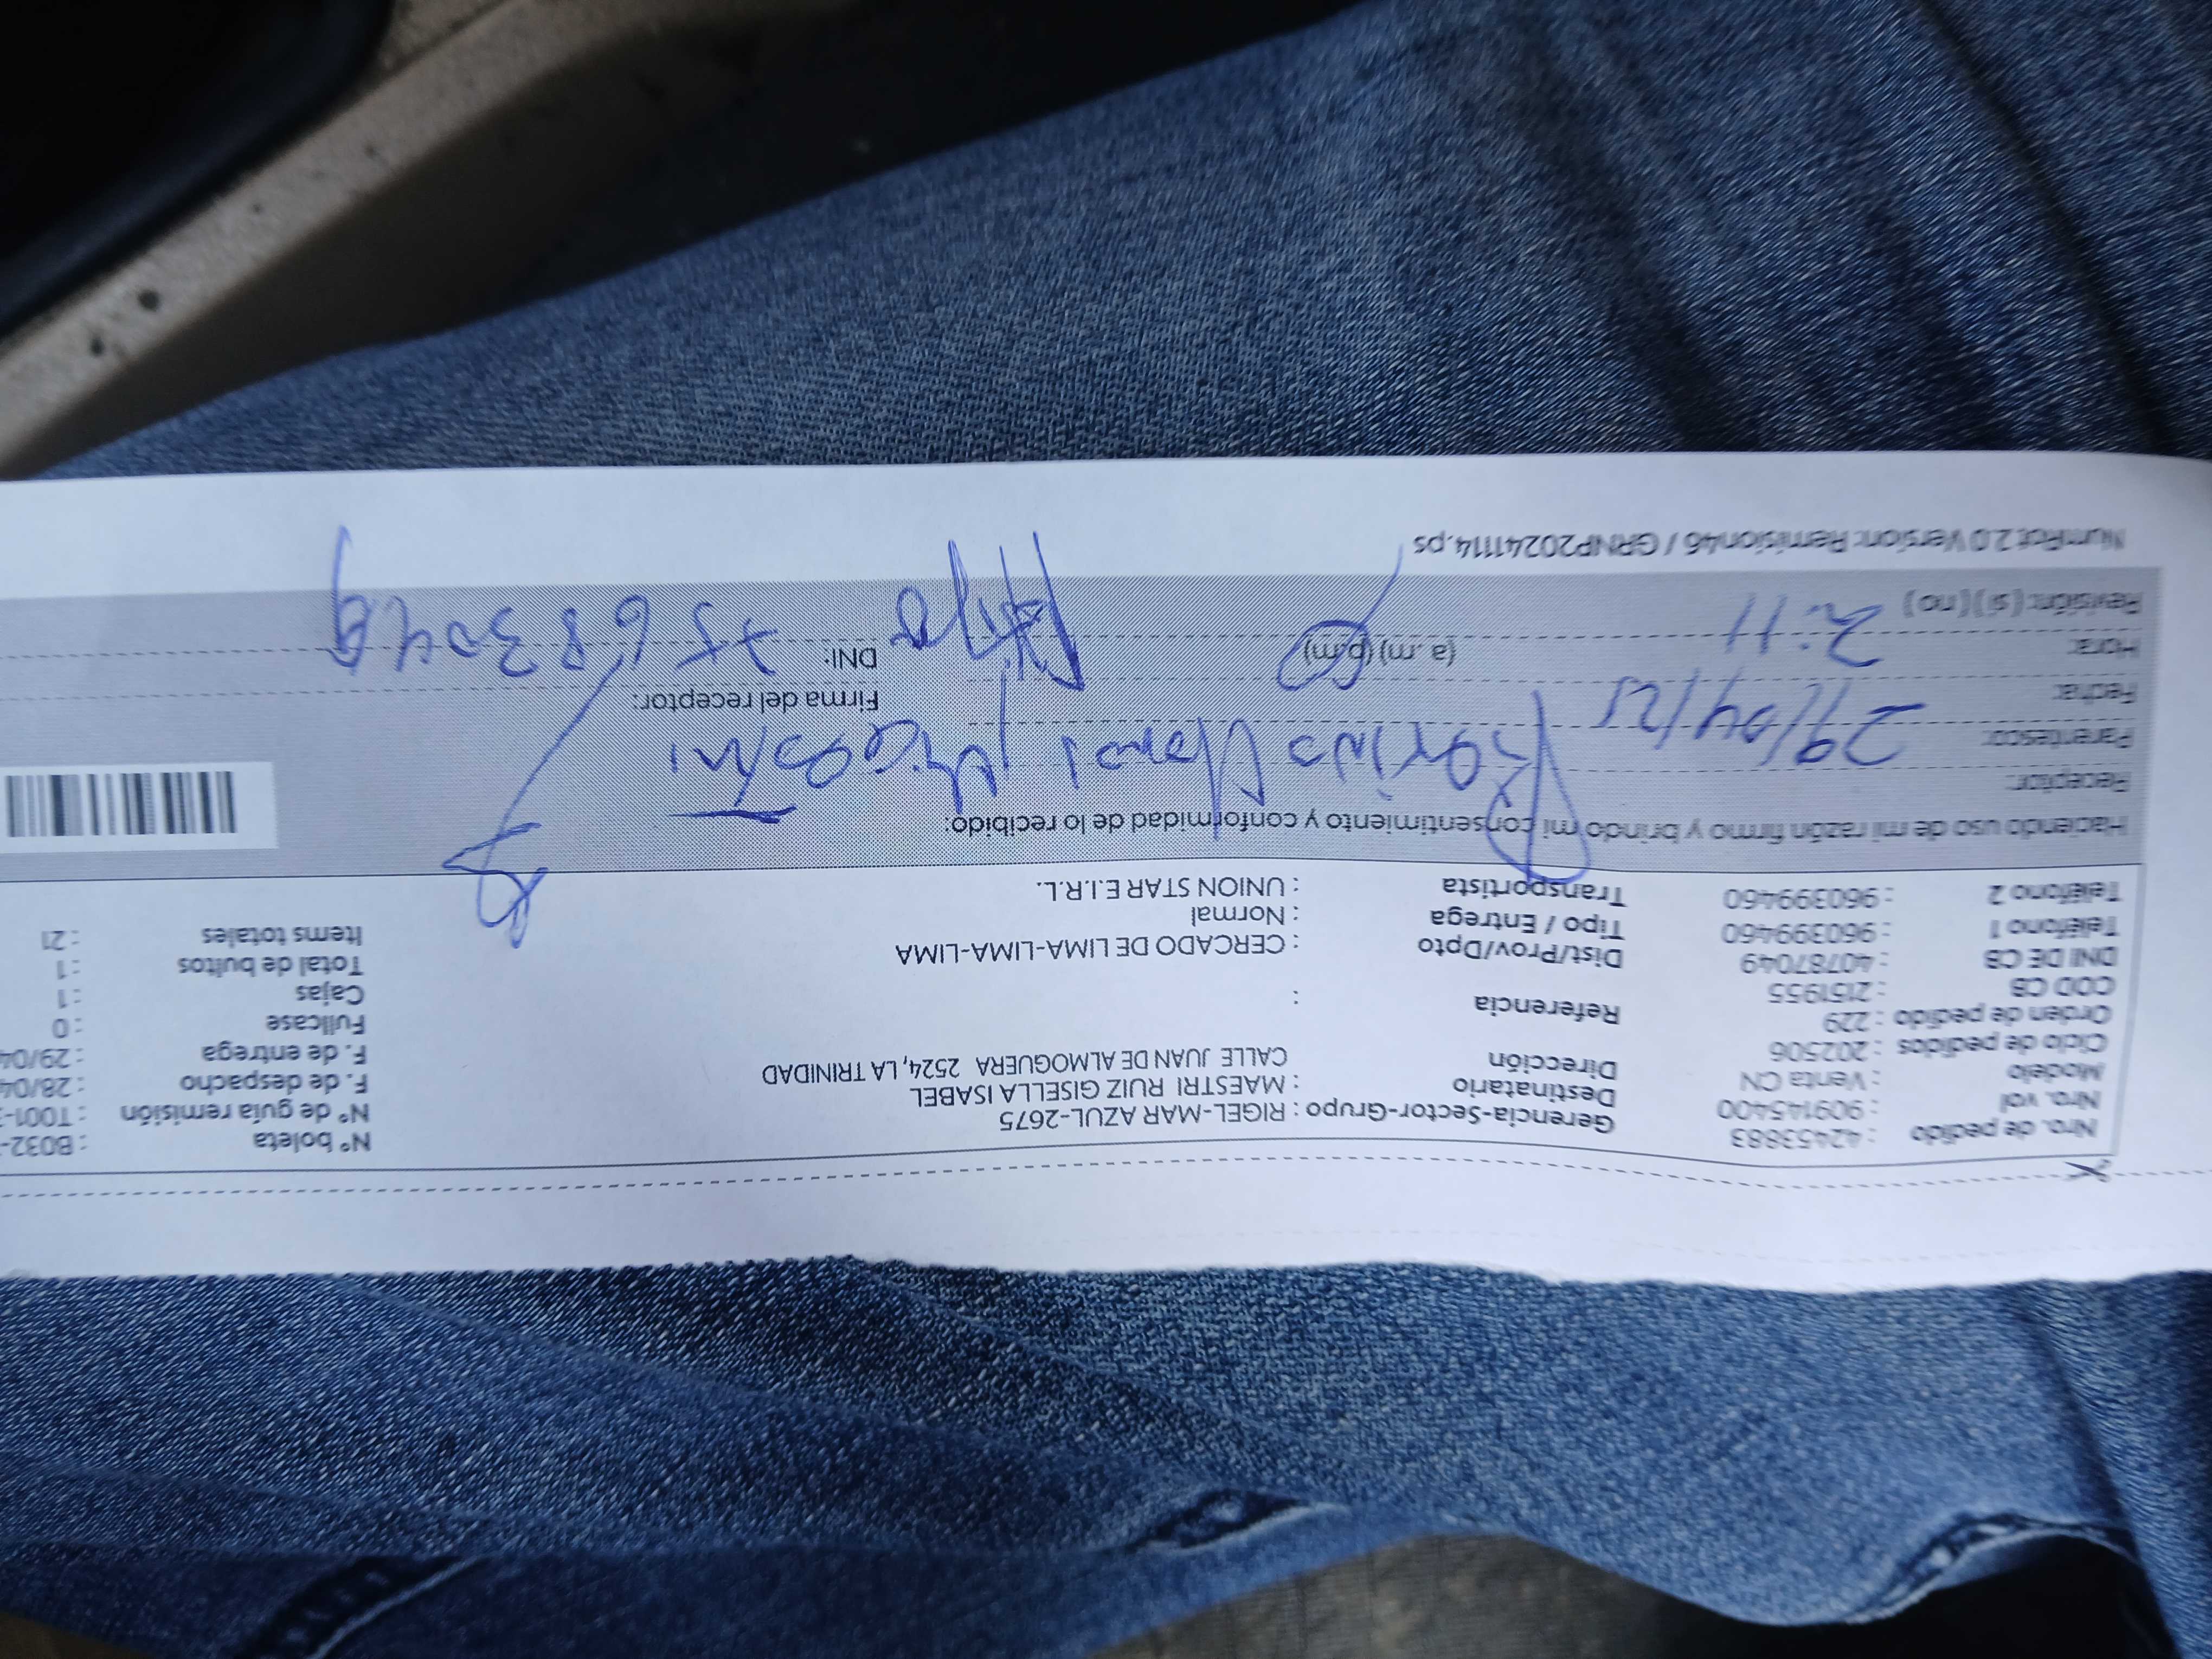 Nro. de pedido : 42453883 Gerencia-Sector-Grupo : RIGEL-MAR AZUL-2675 N° boleta : B032-
Nro. vol : 909145400 Destinatario : MAESTRI RUIZ GISELLA ISABEL N° de guía remisión : T001-
Modelo : Venta CN Dirección CALLE JUAN DE ALMOGUERA 2524, LA TRINIDAD F. de despacho : 28/04
Ciclo de pedidos : 202506 F. de entrega : 29/04
Orden de pedido : 229 Referencia : Fullcase : 0
COD CB : 2151955 Cajas : 1
DNI DE CB : 40787049 Dist/Prov/Dpto : CERCADO DE LIMA-LIMA-LIMA Total de bultos : 1
Teléfono 1 : 960399460 Tipo / Entrega : Normal Items totales : 21
Teléfono 2 : 960399460 Transportista : UNION STAR E.I.R.L.
Haciendo uso de mi razón firmo y brindo mi consentimiento y conformidad de lo recibido:
Receptor:
Parentesco:
Fecha: 29/04/25 Firma del receptor:
Hora: 2:11 (a. m) (p.m) DNI: 75683049
Revisión: ( si ) ( no )
NumRot 2.0 Version: Remision46 / GRNP20241114.ps